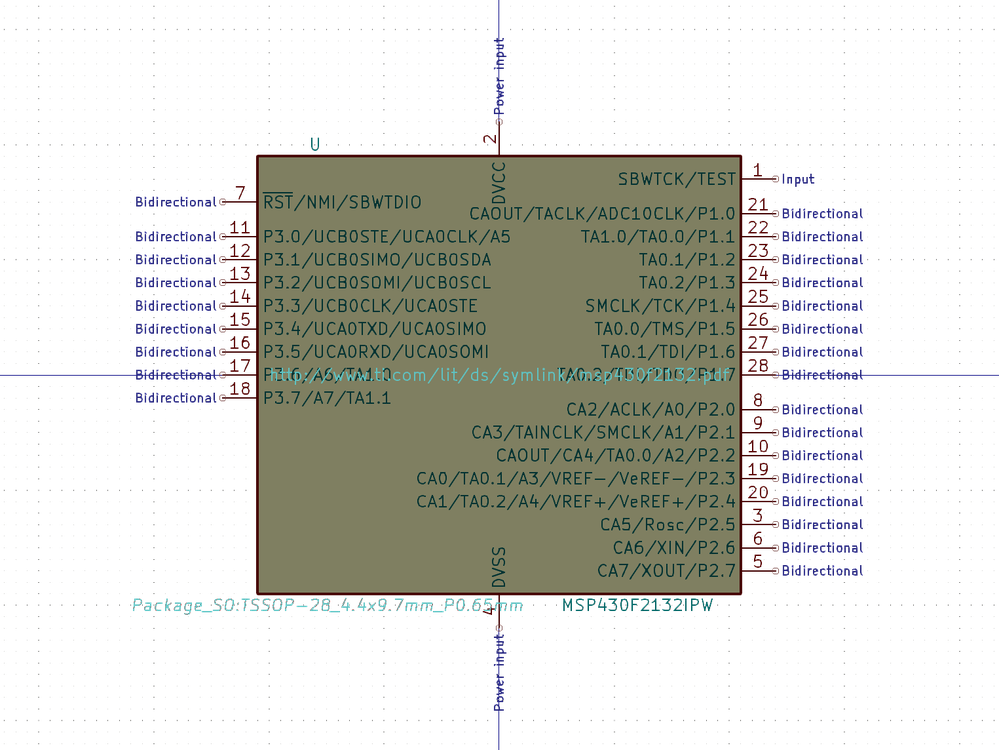 Power input
2
U
DVCC
SBWTCK/TEST 1 Input
Bidirectional 7 RST/NMI/SBWTDIO
CAOUT/TACLK/ADC10CLK/P1.0 21 Bidirectional
Bidirectional 11 P3.0/UCB0STE/UCA0CLK/A5
TA1.0/TA0.0/P1.1 22 Bidirectional
Bidirectional 12 P3.1/UCB0SIMO/UCB0SDA
TA0.1/P1.2 23 Bidirectional
Bidirectional 13 P3.2/UCB0SOMI/UCB0SCL
TA0.2/P1.3 24 Bidirectional
Bidirectional 14 P3.3/UCB0CLK/UCA0STE
SMCLK/TCK/P1.4 25 Bidirectional
Bidirectional 15 P3.4/UCA0TXD/UCA0SIMO
TA0.0/TMS/P1.5 26 Bidirectional
Bidirectional 16 P3.5/UCA0RXD/UCA0SOMI
TA0.1/TDI/P1.6 27 Bidirectional
Bidirectional 17 P3.6/A6/TA1.0
http://www.ti.com/lit/ds/symlink/msp430f2132.pdf
28 Bidirectional
Bidirectional 18 P3.7/A7/TA1.1
CA2/ACLK/A0/P2.0 8 Bidirectional
CA3/TAINCLK/SMCLK/A1/P2.1 9 Bidirectional
CAOUT/CA4/TA0.0/A2/P2.2 10 Bidirectional
CA0/TA0.1/A3/VREF-/VeREF-/P2.3 19 Bidirectional
CA1/TA0.2/A4/VREF+/VeREF+/P2.4 20 Bidirectional
CA5/Rosc/P2.5 3 Bidirectional
CA6/XIN/P2.6 6 Bidirectional
CA7/XOUT/P2.7 5 Bidirectional
DVSS
Package_SO:TSSOP-28_4.4x9.7mm_P0.65mm
MSP430F2132IPW
4
Power input